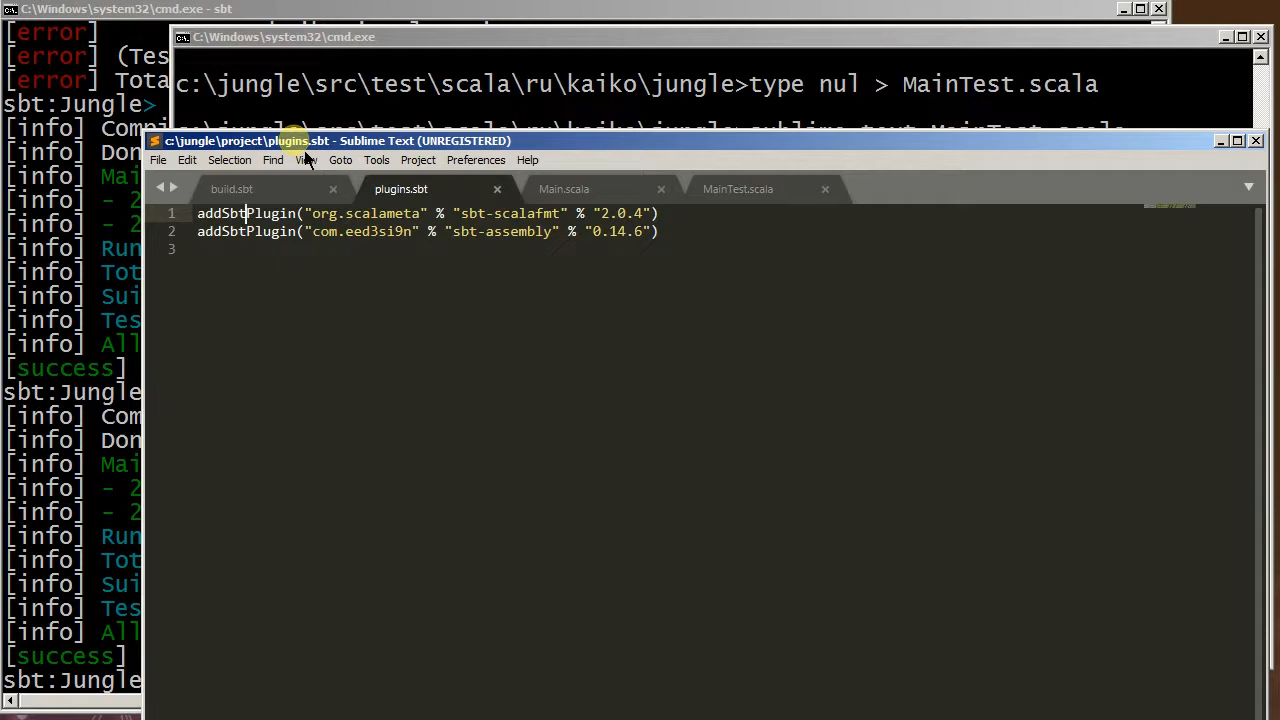 C:\Windows\system32\cmd.exe - sbt
[error]
[error] (Tes
[error] Tota
sbt:Jungle>
[info] Compi
[info] Don
[info] Mai
[info] - 2
[info] - 2
[info] Run
[info] Tot
[info] Sui
[info] Tes
[info] All
[success]
sbt:Jungle
[info] Com
[info] Don
[info] Mai
[info] - 2
[info] - 2
[info] Run
[info] Tot
[info] Sui
[info] Tes
[info] All
[success]
sbt:Jungle
C:\Windows\system32\cmd.exe
c:\jungle\src\test\scala\ru\kaiko\jungle>type nul > MainTest.scala
c:\jungle\project\plugins.sbt - Sublime Text (UNREGISTERED)
File Edit Selection Find View Goto Tools Project Preferences Help
build.sbt plugins.sbt Main.scala MainTest.scala
1 addSbtPlugin("org.scalameta" % "sbt-scalafmt" % "2.0.4")
2 addSbtPlugin("com.eed3si9n" % "sbt-assembly" % "0.14.6")
3